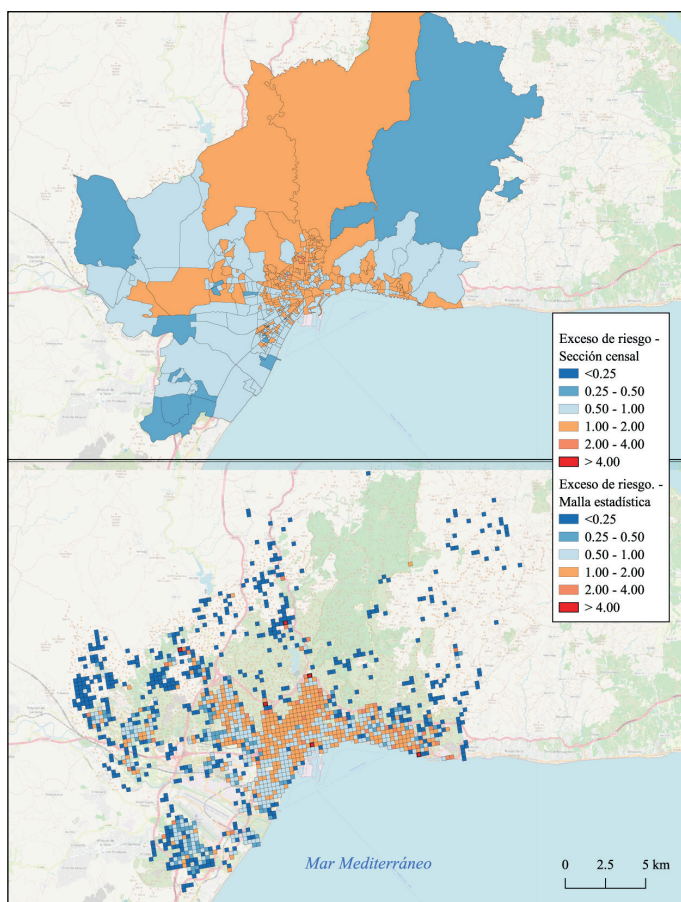 Exceso de riesgo -
Sección censal
<0.25
0.25 - 0.50
0.50 - 1.00
1.00 - 2.00
2.00 - 4.00
> 4.00
Exceso de riesgo. -
Malla estadística
<0.25
0.25 - 0.50
0.50 - 1.00
1.00 - 2.00
2.00 - 4.00
> 4.00
Mar Mediterráneo
0 2.5 5 km